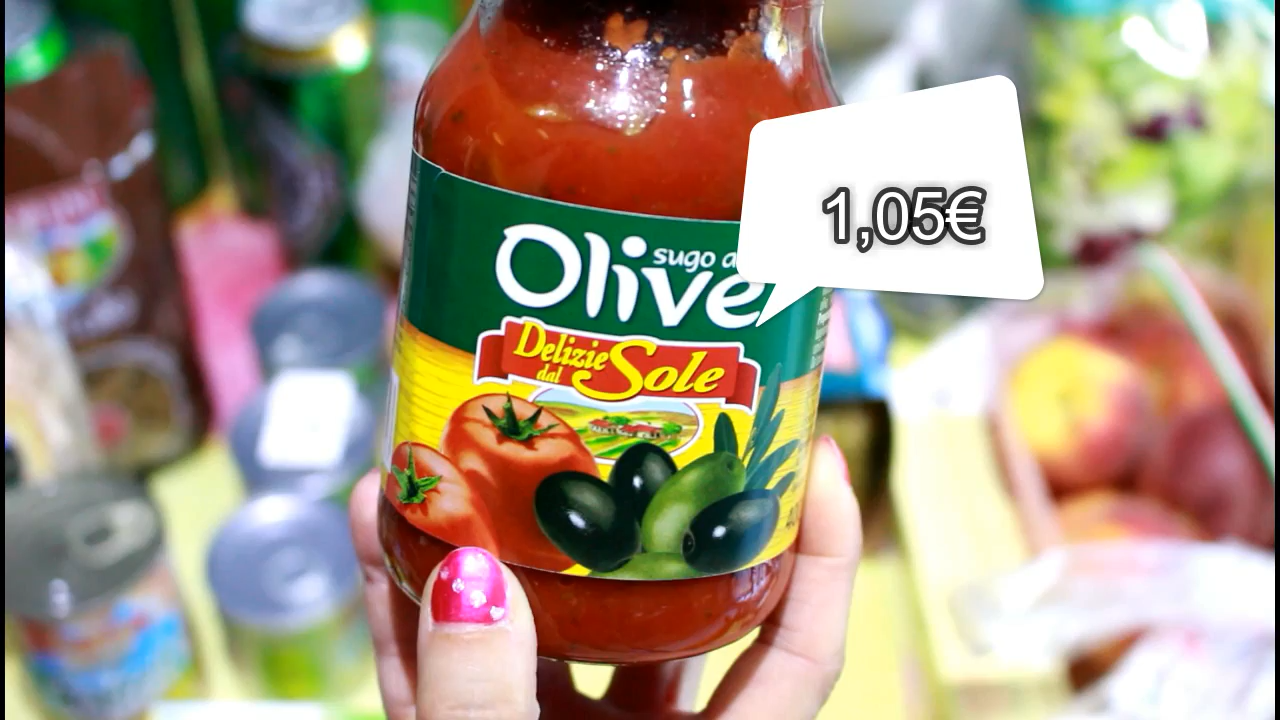 sugo a
Olive
Delizie
dal Sole
1,05€